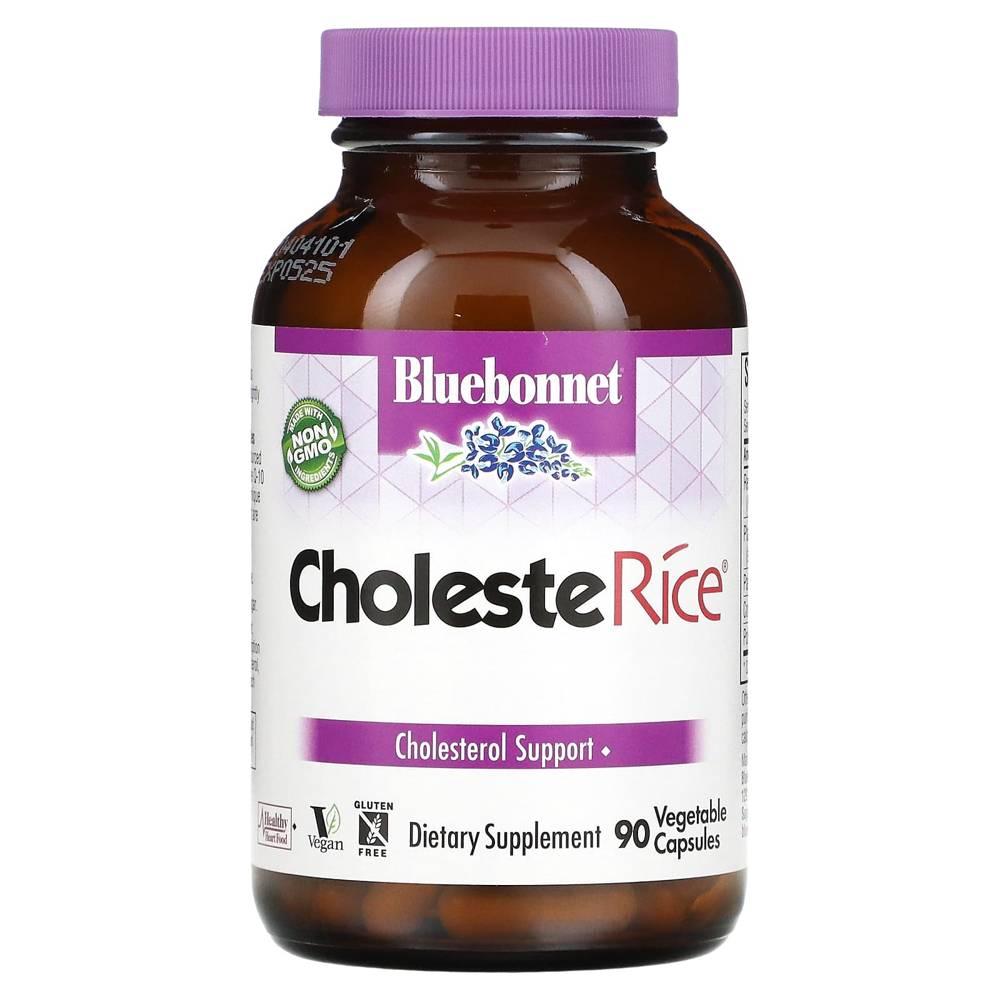 0404101
XP0525
Bluebonnet
MADE WITH
NON
GMO
INGREDIENTS
CholesteRice®
Cholesterol Support
Healthy
Heart Food
Vegan
GLUTEN
FREE
Dietary Supplement
90 Vegetable
Capsules